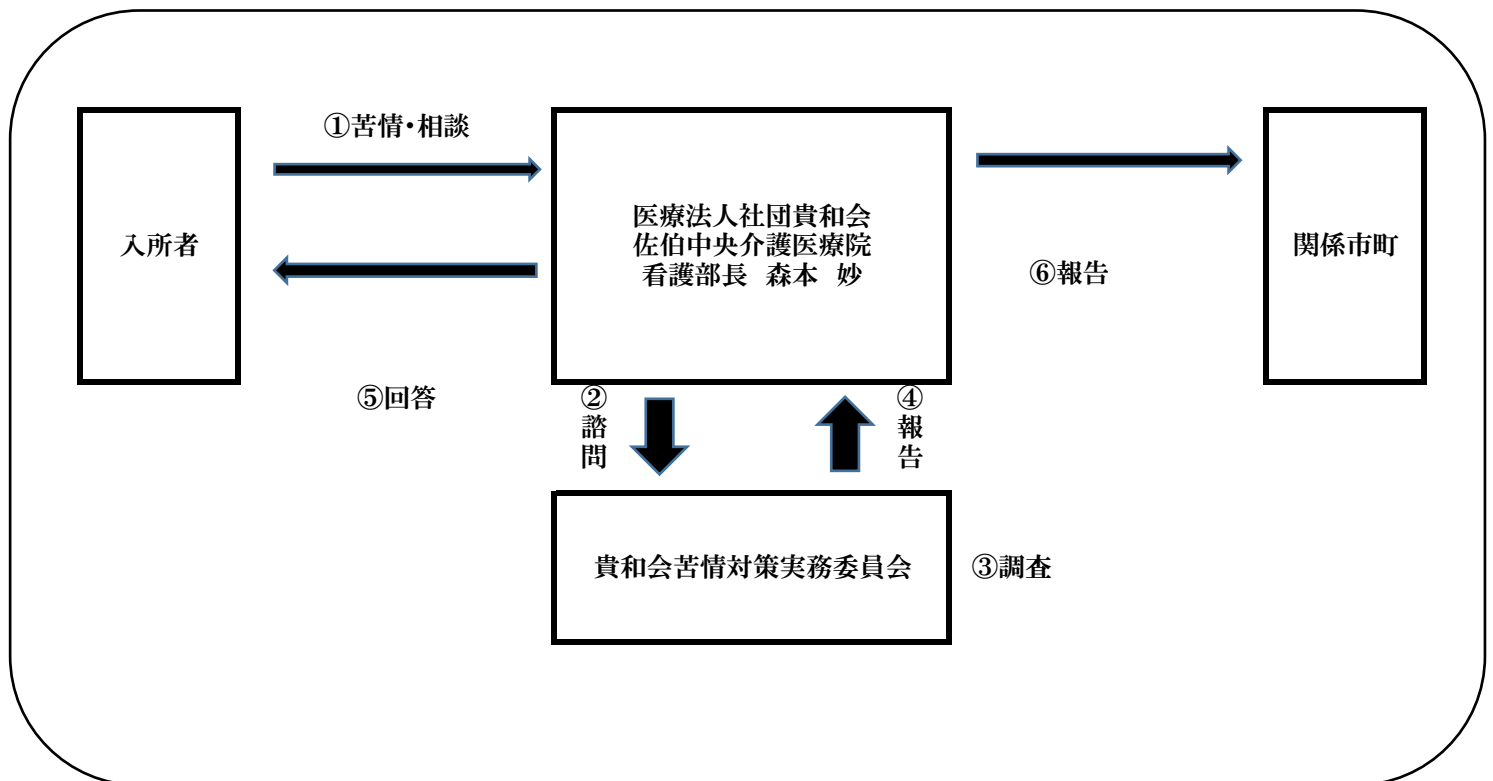 ①苦情・相談
入所者
医療法人社団貴和会
佐伯中央介護医療院
看護部長 森本 妙
関係市町
⑥報告
⑤回答
②諮問
④報告
貴和会苦情対策実務委員会
③調査